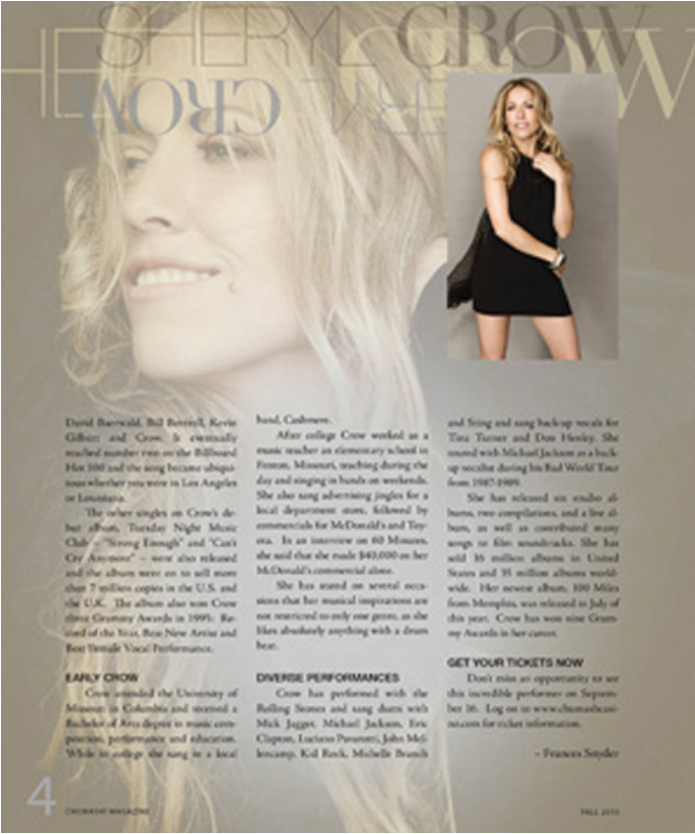 SHERYL CROW
David Baerwald, Bill Bottrell, Kevin
Gilbert and Crow. It eventually
reached number two on the Billboard
Hot 100 and the song became ubiqui-
tous whether you were in Los Angeles
or Louisiana.
The other singles on Crow's de-
but album, Tuesday Night Music
Club – "Strong Enough" and "Can't
Cry Anymore" – were also released
and the album went on to sell more
than 7 million copies in the U.S. and
the U.K. The album also won Crow
three Grammy Awards in 1995: Re-
cord of the Year, Best New Artist and
Best Female Vocal Performance.
EARLY CROW
Crow attended the University of
Missouri in Columbia and received a
Bachelor of Arts degree in music com-
position, performance and education.
While in college she sang in a local
band, Cashmere.
After college Crow worked as a
music teacher an elementary school in
Fenton, Missouri, teaching during the
day and singing in bands on weekends.
She also sang advertising jingles for a
local department store, followed by
commercials for McDonald's and Toy-
ota. In an interview on 60 Minutes,
she said that she made $40,000 on her
McDonald's commercial alone.
She has stated on several occa-
sions that her musical inspirations are
not restricted to only one genre, as she
likes absolutely anything with a drum
beat.
DIVERSE PERFORMANCES
Crow has performed with the
Rolling Stones and sang duets with
Mick Jagger, Michael Jackson, Eric
Clapton, Luciano Pavarotti, John Mel-
lencamp, Kid Rock, Michelle Branch
and Sting and sang back-up vocals for
Tina Turner and Don Henley. She
toured with Michael Jackson as a back-
up vocalist during his Bad World Tour
from 1987-1989.
She has released six studio al-
bums, two compilations, and a live al-
bum, as well as contributed many
songs to film soundtracks. She has
sold 16 million albums in United
States and 35 million albums world-
wide. Her newest album, 100 Miles
from Memphis, was released in July of
this year. Crow has won nine Gram-
my Awards in her career.
GET YOUR TICKETS NOW
Don't miss an opportunity to see
this incredible performer on Septem-
ber 16. Log on to www.chumashcasi-
no.com for ticket information.
– Frances Snyder
4
CHUMASH MAGAZINE
FALL 2010